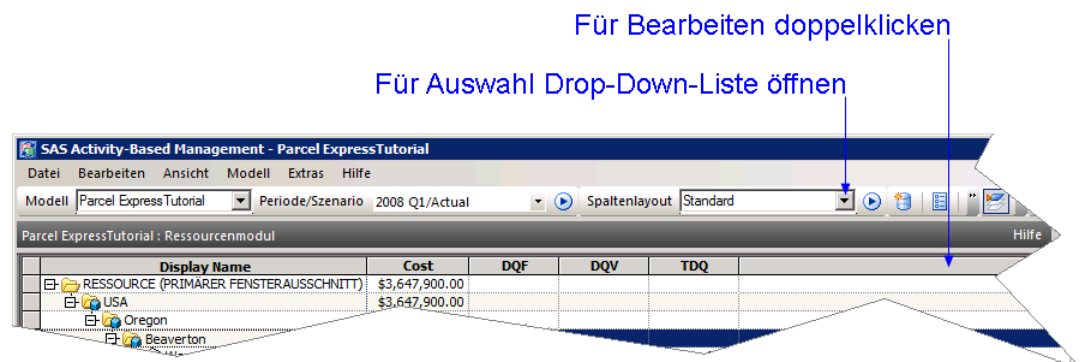 Für Bearbeiten doppelklicken
Für Auswahl Drop-Down-Liste öffnen
SAS Activity-Based Management - Parcel ExpressTutorial
Datei Bearbeiten Ansicht Modell Extras Hilfe
Modell Parcel ExpressTutorial Periode/Szenario 2008 Q1/Actual Spaltenlayout Standard
Parcel ExpressTutorial : Ressourcenmodul Hilfe
Display Name Cost DQF DQV TDQ
RESSOURCE (PRIMÄRER FENSTERAUSSCHNITT) $3,647,900.00
USA $3,647,900.00
Oregon
Beaverton